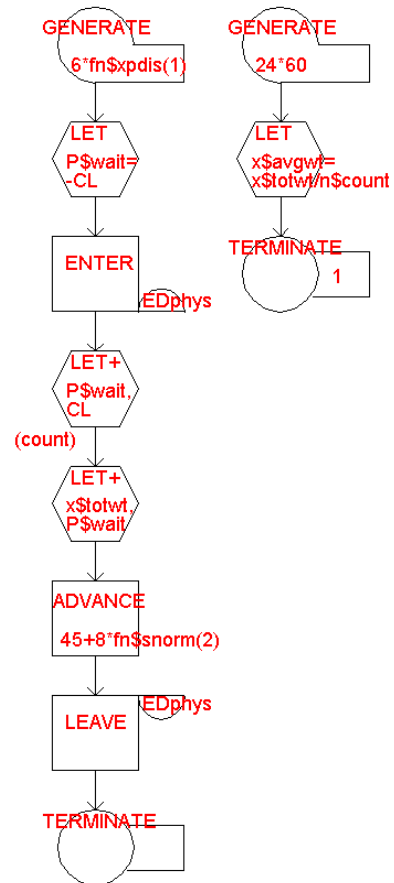 GENERATE
6*fn$xpdis(1)
LET
P$wait=
-CL
ENTER
EDphys
LET+
P$wait,
CL
(count)
LET+
x$totwt,
P$wait
ADVANCE
45+8*fn$snorm(2)
EDphys
LEAVE
TERMINATE
GENERATE
24*60
LET
x$avgwt=
x$totwt/n$count
TERMINATE
1